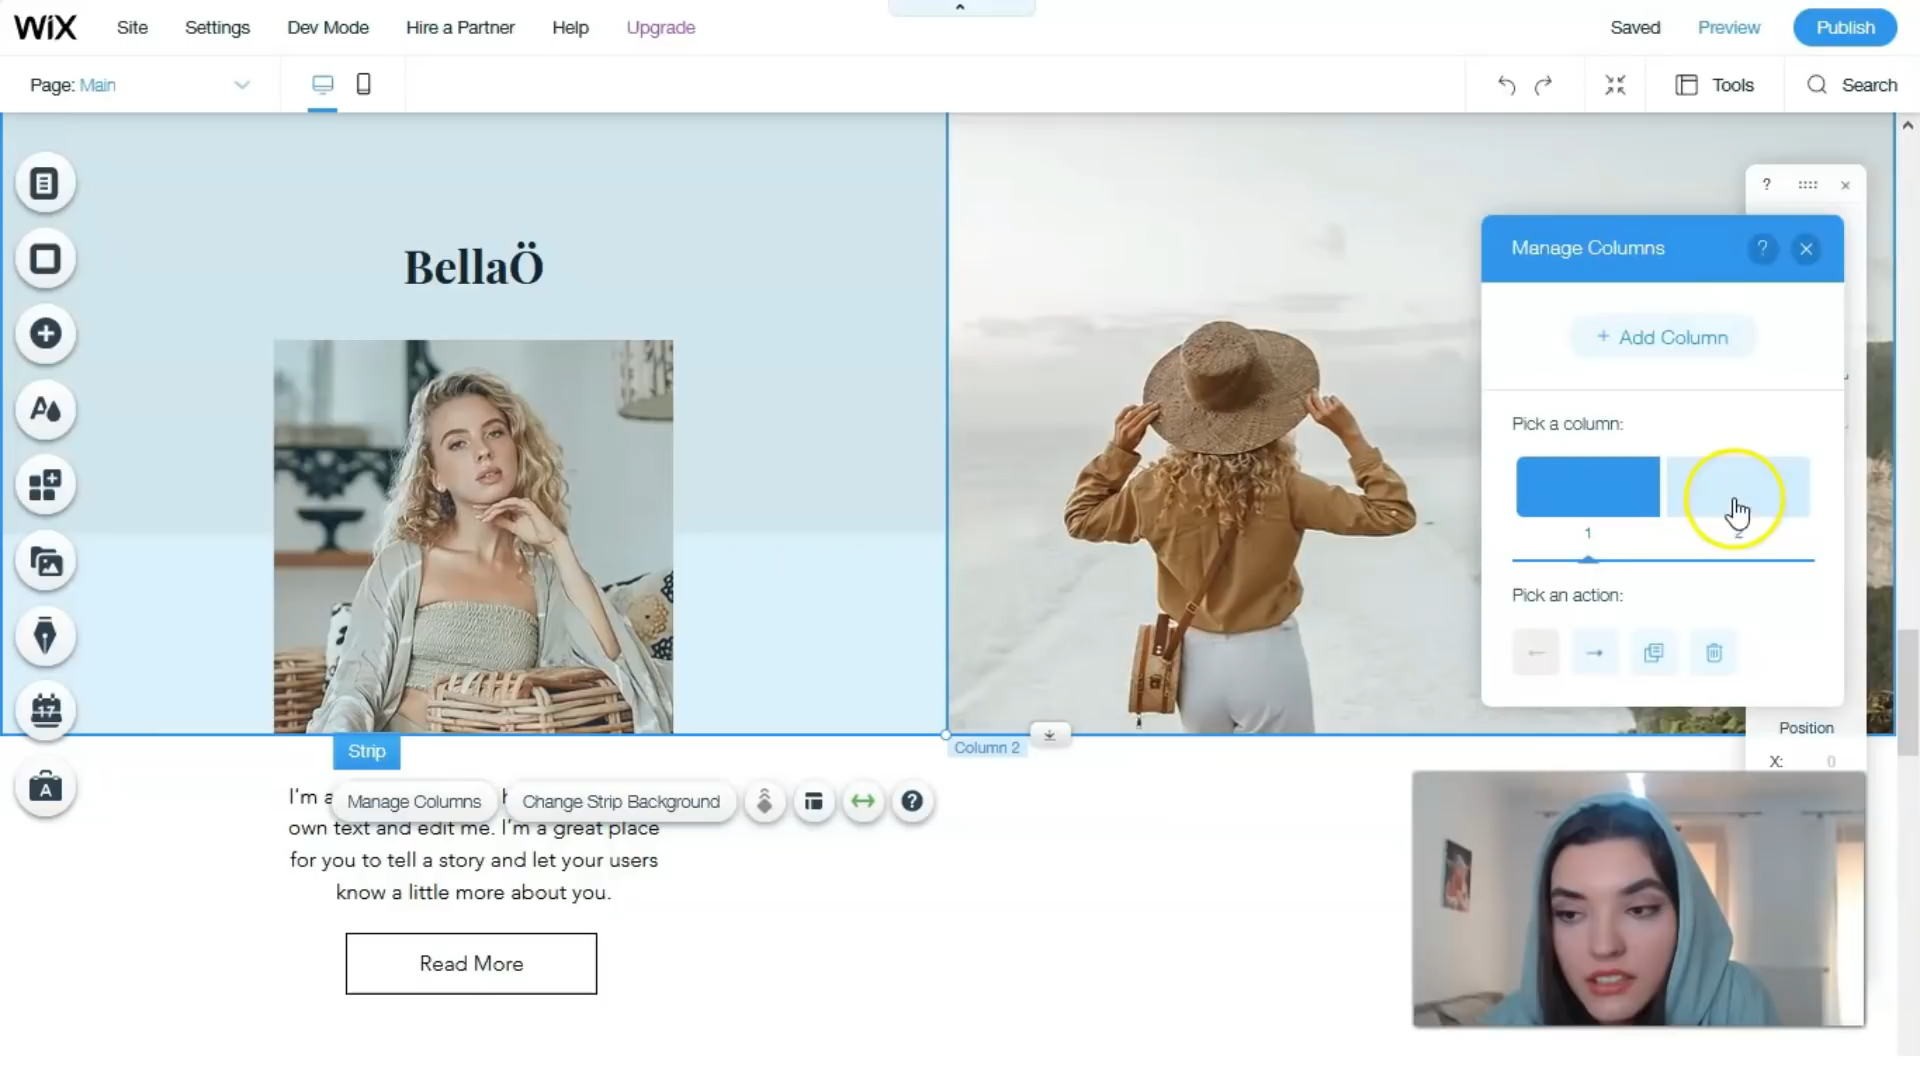 WiX
Site
Settings
Dev Mode
Hire a Partner
Help
Upgrade
Saved
Preview
Publish
Page: Main
Tools
Search
BellaÖ
?
Manage Columns
?
+ Add Column
Pick a column:
1
2
Pick an action:
Position
X: 0
Strip
Column 2
17
A
Manage Columns
Change Strip Background
?
I'm a
own text and edit me. I'm a great place
for you to tell a story and let your users
know a little more about you.
Read More